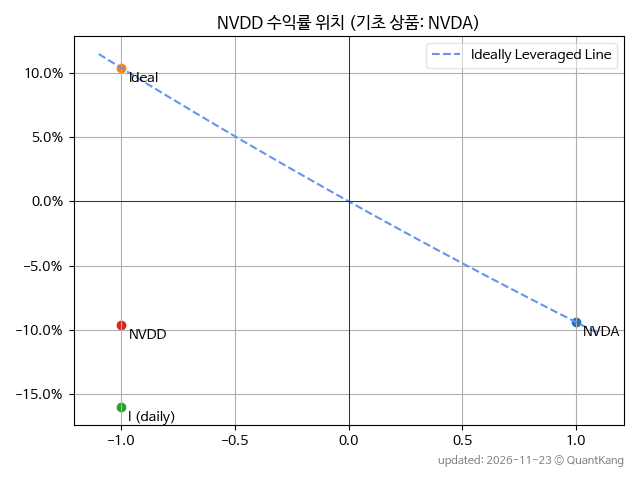 NVDD 수익률 위치 (기초 상품: NVDA)
Ideally Leveraged Line
10.0%
Ideal
5.0%
0.0%
−5.0%
−10.0%
NVDD
NVDA
−15.0%
I (daily)
−1.0 −0.5 0.0 0.5 1.0
updated: 2026-11-23 © QuantKang